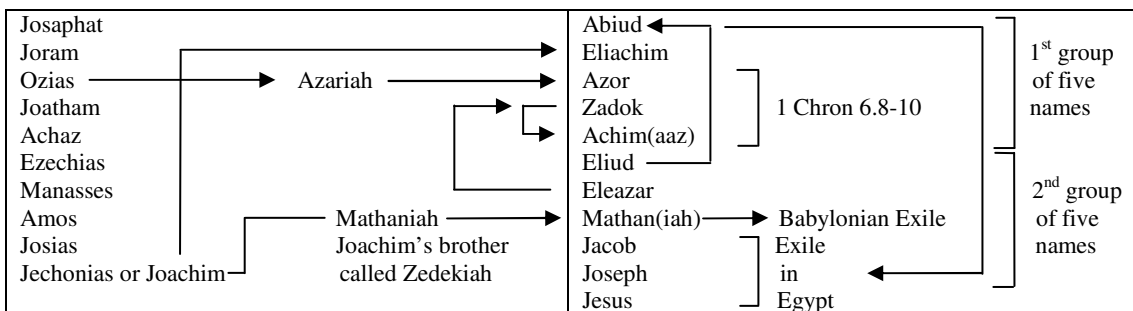 Josaphat
Joram
Ozias
Joatham
Achaz
Ezechias
Manasses
Amos
Josias
Jechonias or Joachim
Azariah
Mathaniah
Joachim's brother
called Zedekiah
Abiud
Eliachim
Azor
Zadok
Achim(aaz)
Eliud
Eleazar
Mathan(iah)
Jacob
Joseph
Jesus
1 Chron 6.8-10
Babylonian Exile
Exile
in
Egypt
1st group
of five
names
2nd group
of five
names